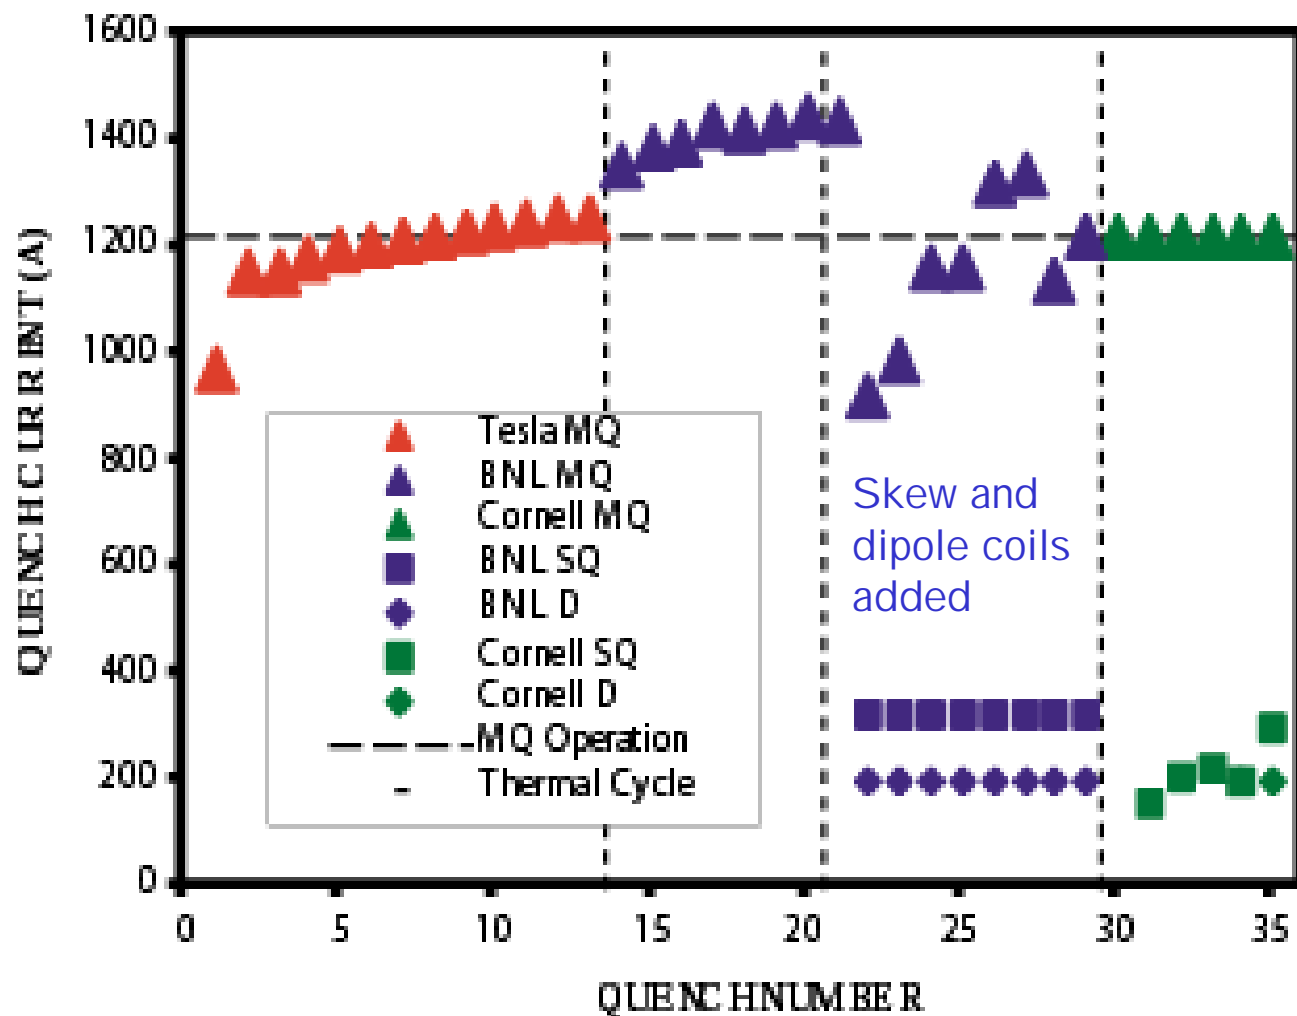 1600
1400
1200
1000
800
600
400
200
0
QUENCH CURRENT (A)
Tesla MQ
BNL MQ
Cornell MQ
BNL SQ
BNL D
Cornell SQ
Cornell D
MQ Operation
Thermal Cycle
Skew and
dipole coils
added
0 5 10 15 20 25 30 35
QUENCH NUMBER